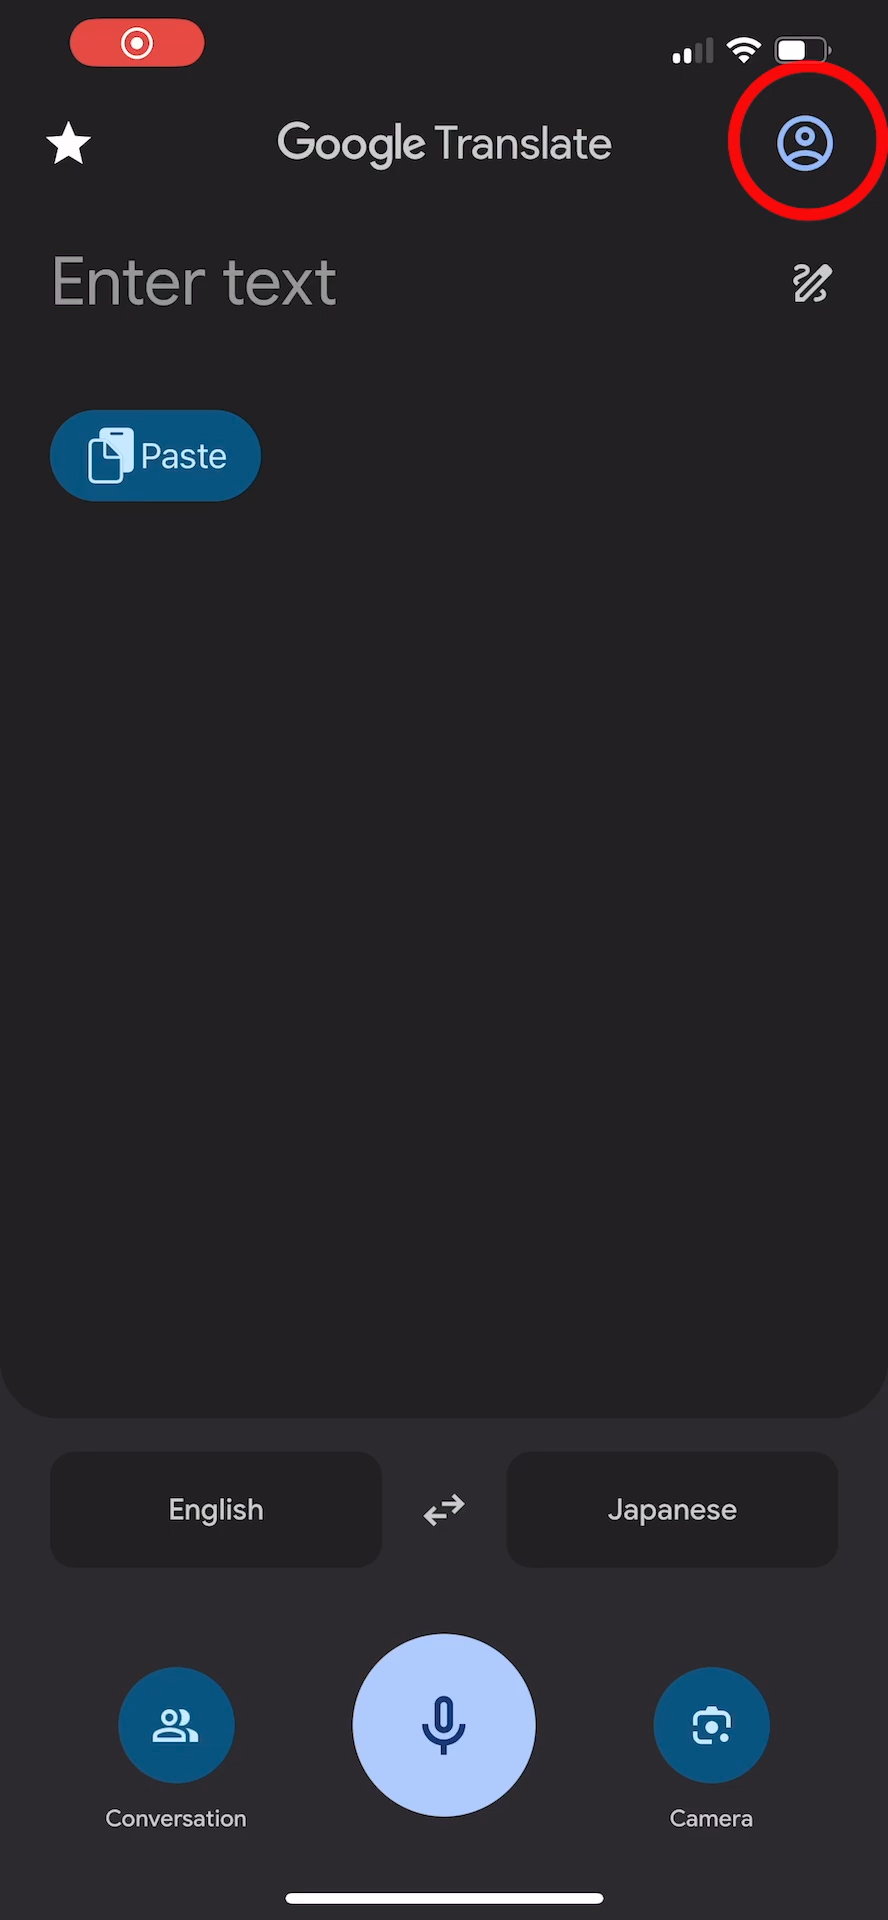 Google Translate
Enter text
Paste
English
Japanese
Conversation
Camera